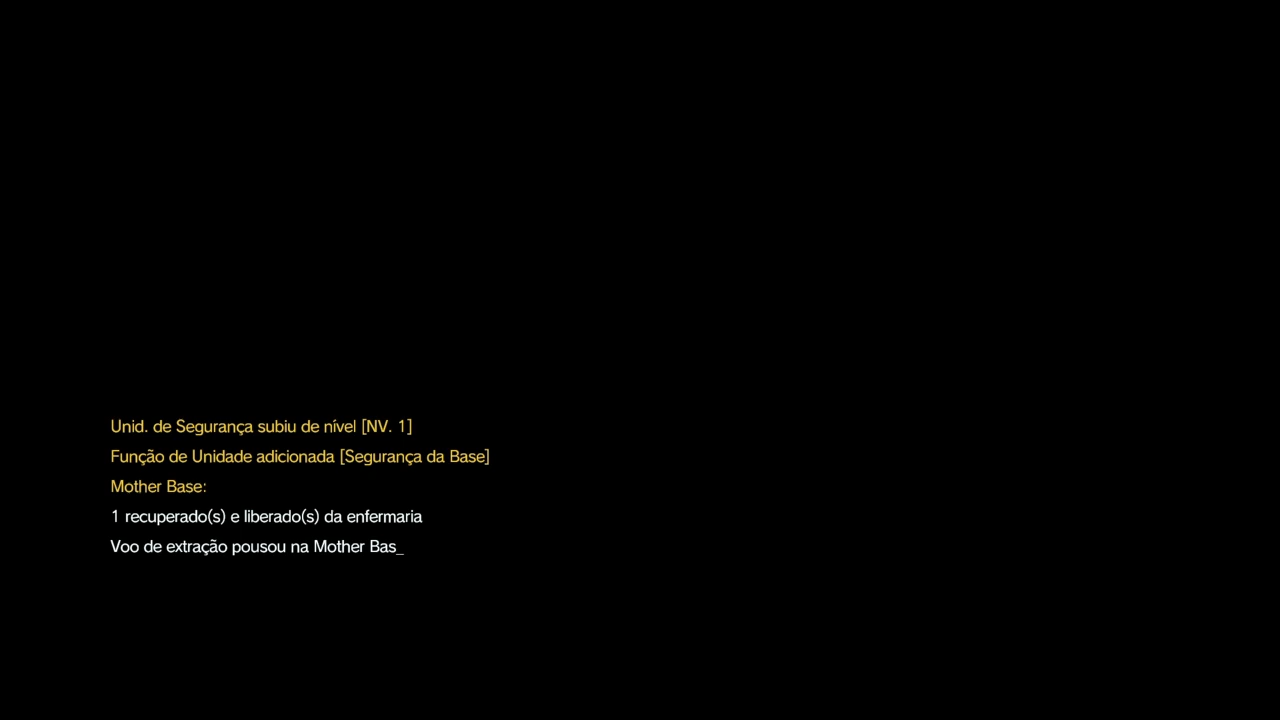 Unid. de Segurança subiu de nível [NV. 1]
Função de Unidade adicionada [Segurança da Base]
Mother Base:
1 recuperado(s) e liberado(s) da enfermaria
Voo de extração pousou na Mother Bas_